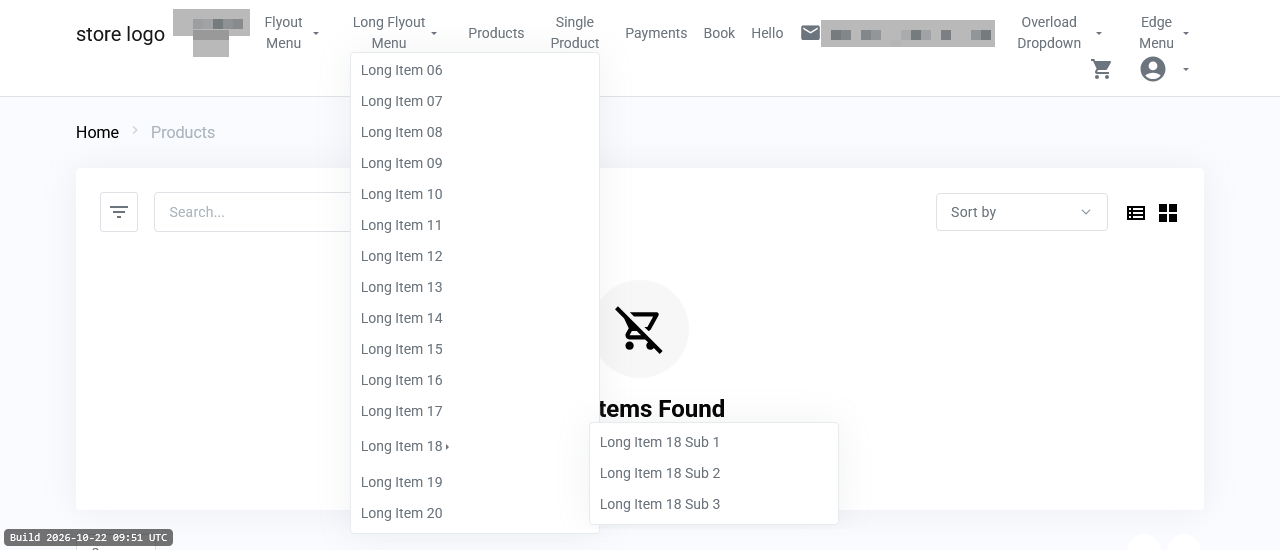 store logo
Flyout
Menu
Long Flyout
Menu
Products
Single
Product
Payments
Book
Hello
Overload
Dropdown
Edge
Menu
Long Item 06
Long Item 07
Long Item 08
Long Item 09
Long Item 10
Long Item 11
Long Item 12
Long Item 13
Long Item 14
Long Item 15
Long Item 16
Long Item 17
Long Item 18
Long Item 19
Long Item 20
Home
Products
Search...
Sort by
tems Found
Long Item 18 Sub 1
Long Item 18 Sub 2
Long Item 18 Sub 3
Build 2026-10-22 09:51 UTC